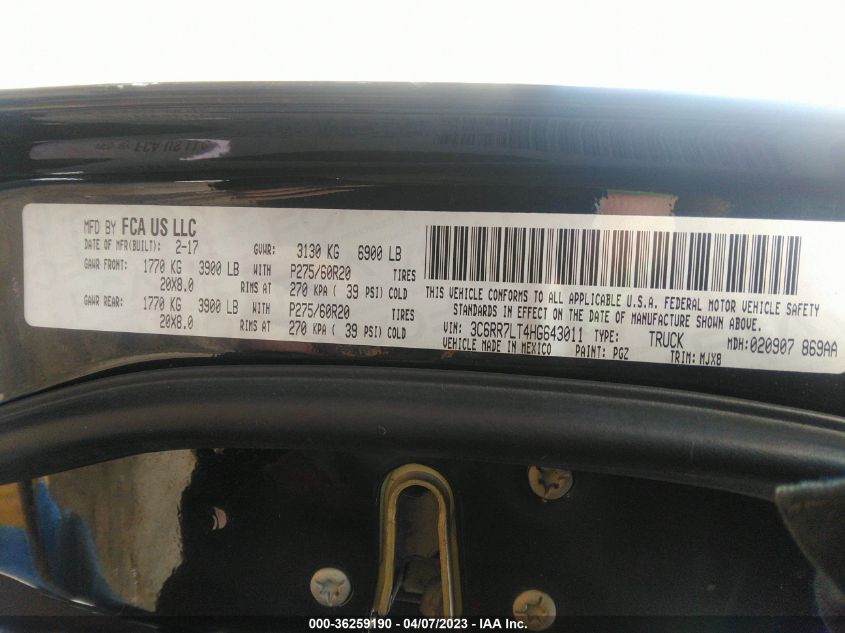 MFD BY FCA US LLC
DATE OF MFR(BUILT): 2-17 GVWR: 3130 KG 6900 LB
GAWR FRONT: 1770 KG 3900 LB WITH P275/60R20 TIRES
20X8.0 RIMS AT 270 KPA ( 39 PSI) COLD
GAWR REAR: 1770 KG 3900 LB WITH P275/60R20 TIRES
20X8.0 RIMS AT 270 KPA ( 39 PSI) COLD
THIS VEHICLE CONFORMS TO ALL APPLICABLE U.S.A. FEDERAL MOTOR VEHICLE SAFETY
STANDARDS IN EFFECT ON THE DATE OF MANUFACTURE SHOWN ABOVE.
VIN: 3C6RR7LT4HG643011 TYPE: TRUCK MDH:020907 869AA
VEHICLE MADE IN MEXICO PAINT: PGZ TRIM: MJX8
000-36259190 - 04/07/2023 - IAA Inc.